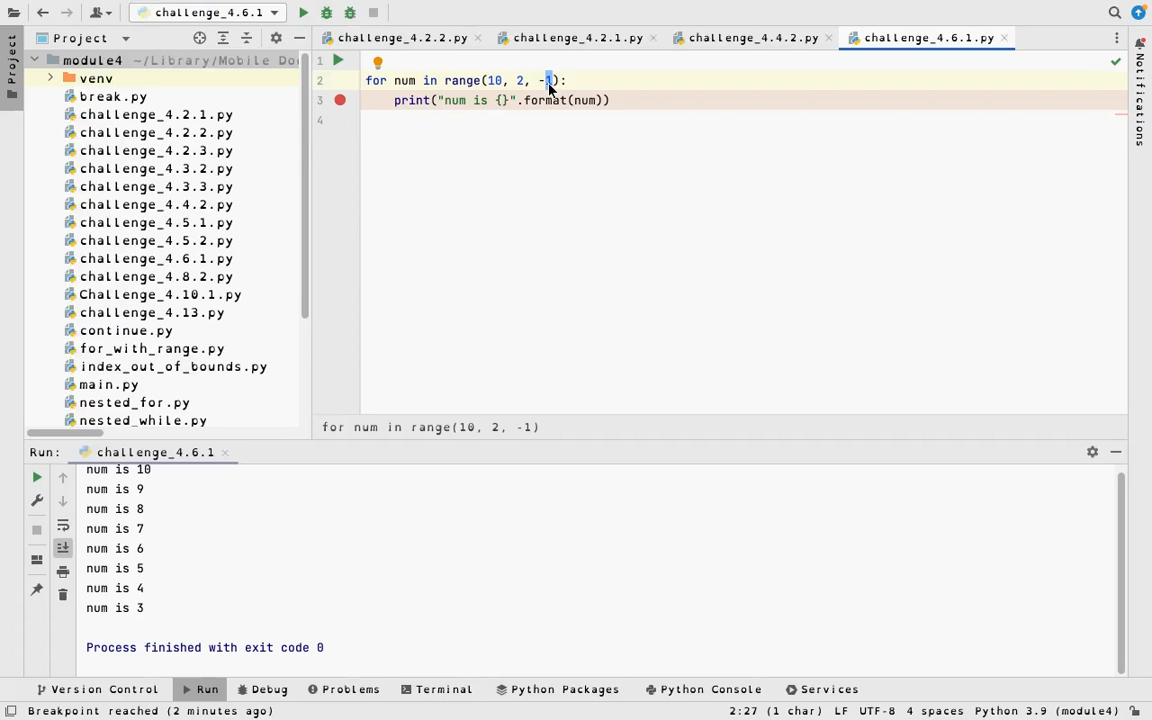 challenge_4.6.1
Project
challenge_4.2.2.py
challenge_4.2.1.py
challenge_4.4.2.py
challenge_4.6.1.py
Project
module4 ~/Library/Mobile Do
venv
break.py
challenge_4.2.1.py
challenge_4.2.2.py
challenge_4.2.3.py
challenge_4.3.2.py
challenge_4.3.3.py
challenge_4.4.2.py
challenge_4.5.1.py
challenge_4.5.2.py
challenge_4.6.1.py
challenge_4.8.2.py
Challenge_4.10.1.py
challenge_4.13.py
continue.py
for_with_range.py
index_out_of_bounds.py
main.py
nested_for.py
nested_while.py
1
2 for num in range(10, 2, -1):
3 print("num is {}".format(num))
4
for num in range(10, 2, -1)
Notifications
Run: challenge_4.6.1
num is 10
num is 9
num is 8
num is 7
num is 6
num is 5
num is 4
num is 3
Process finished with exit code 0
Version Control Run Debug Problems Terminal Python Packages Python Console Services
Breakpoint reached (2 minutes ago) 2:27 (1 char) LF UTF-8 4 spaces Python 3.9 (module4)